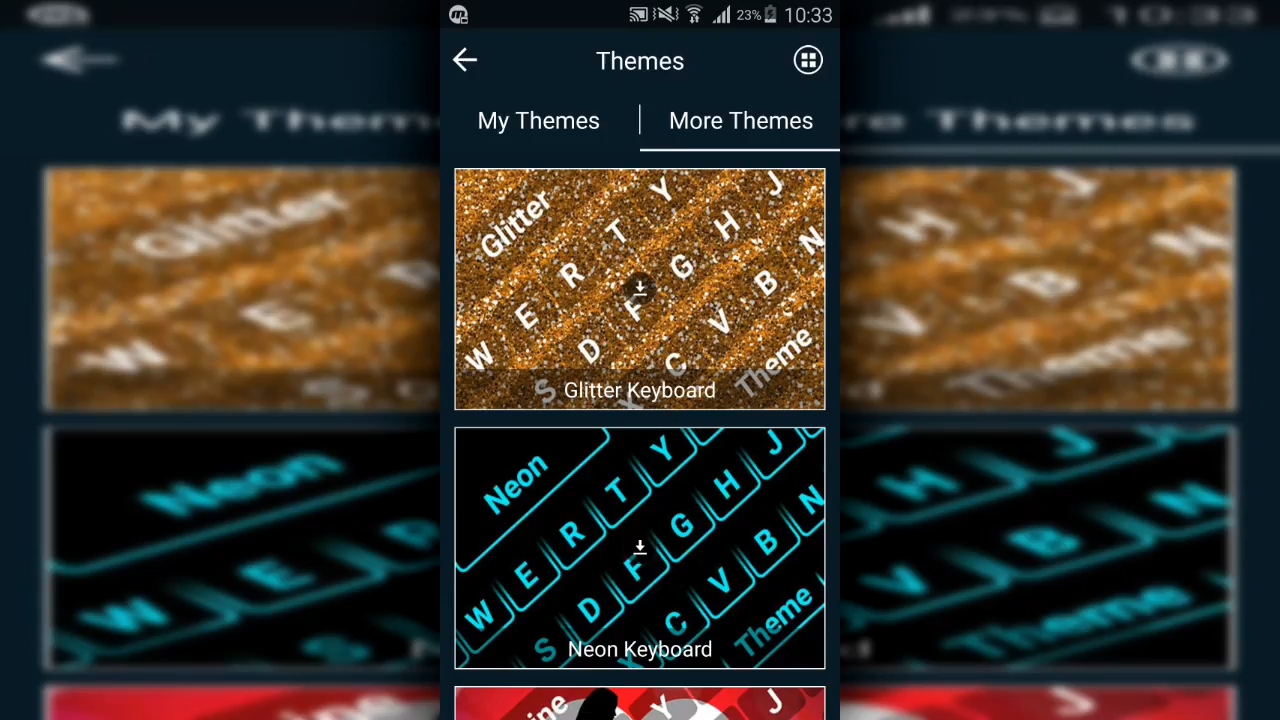 23% 10:33
Themes
My Themes More Themes
Glitter
Y J
T H N
R G B
E F V
W D C Theme
S X
Glitter Keyboard
Neon
Y J
T H N
R G B
E F V
W D C Theme
S X
Neon Keyboard
Y J